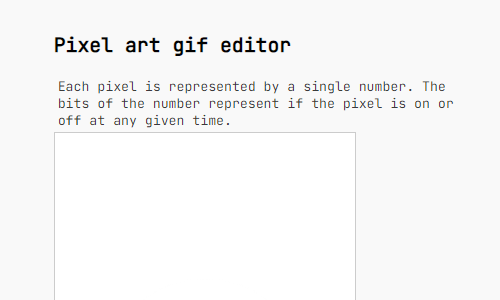 Pixel art gif editor
Each pixel is represented by a single number. The
bits of the number represent if the pixel is on or
off at any given time.